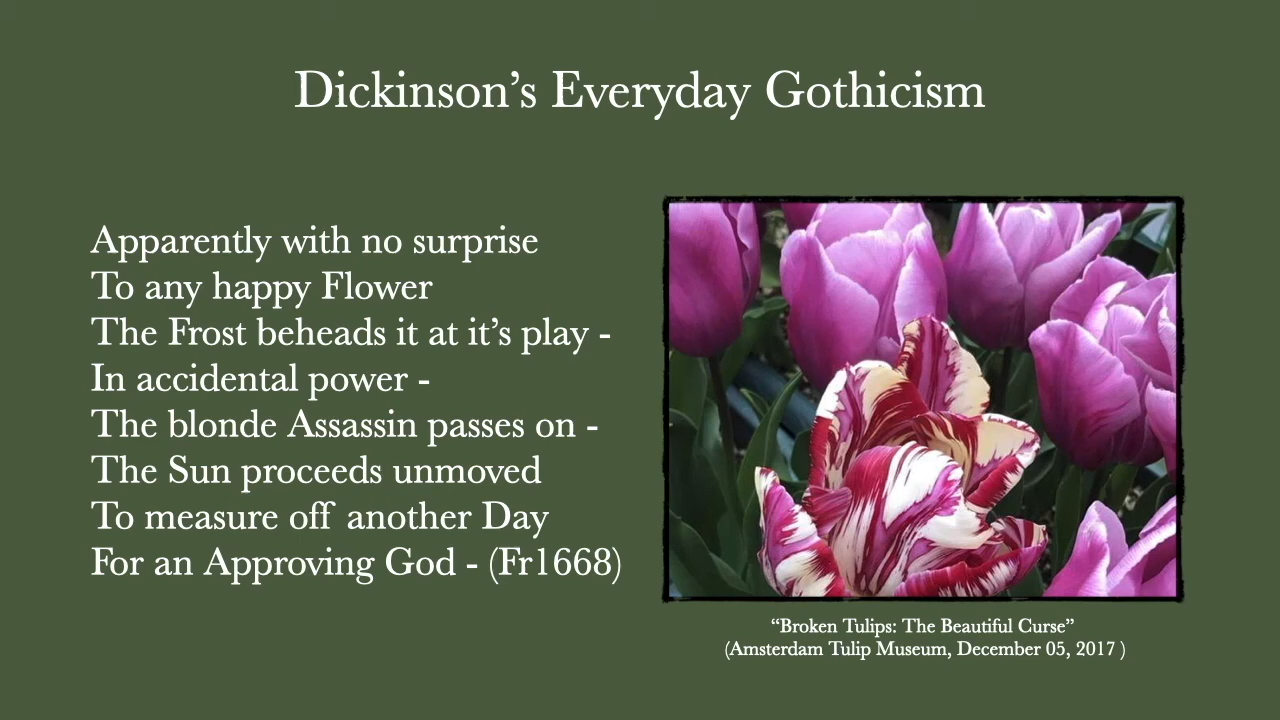 Dickinson’s Everyday Gothicism
Apparently with no surprise
To any happy Flower
The Frost beheads it at it’s play -
In accidental power -
The blonde Assassin passes on -
The Sun proceeds unmoved
To measure off another Day
For an Approving God - (Fr1668)
“Broken Tulips: The Beautiful Curse”
(Amsterdam Tulip Museum, December 05, 2017 )